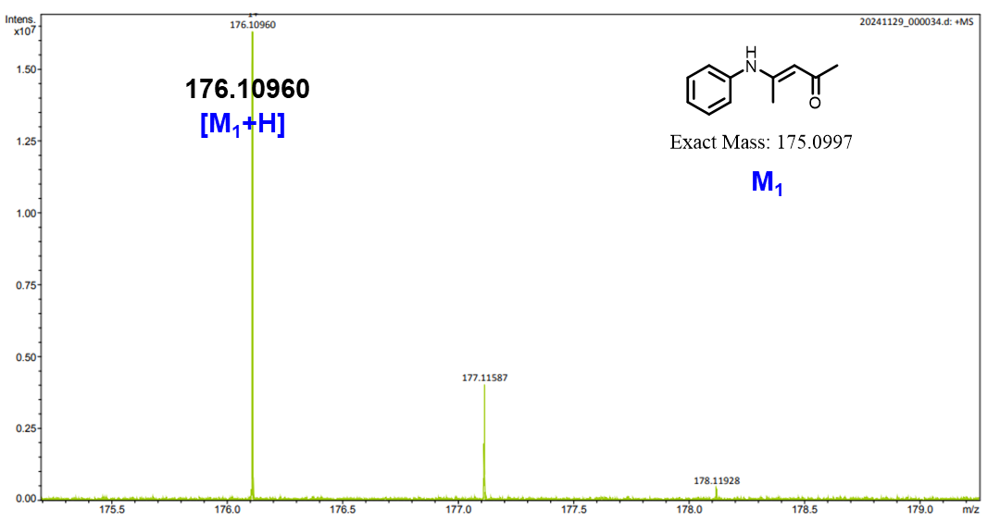 Intens.
x10⁷
1+
176.10960
20241129_000034.d: +MS
1.50
176.10960
[M₁+H]
1.25
H
N
O
Exact Mass: 175.0997
M₁
1.00
0.75
0.50
177.11587
0.25
178.11928
0.00
175.5 176.0 176.5 177.0 177.5 178.0 178.5 179.0 m/z